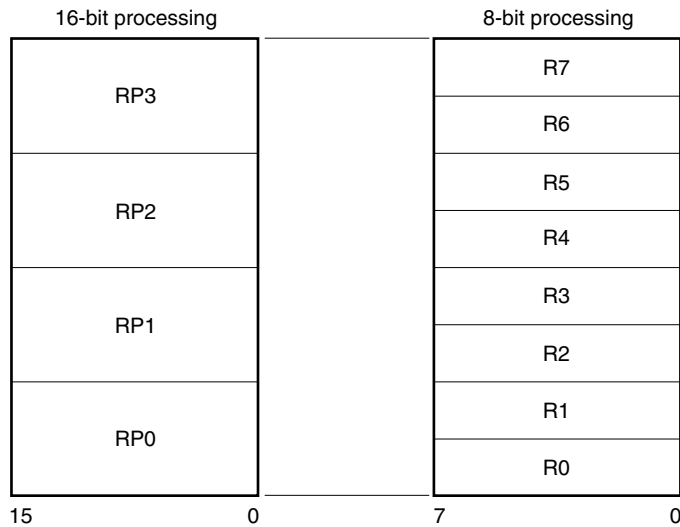 16-bit processing
8-bit processing
RP3
RP2
RP1
RP0
R7
R6
R5
R4
R3
R2
R1
R0
15 0 7 0